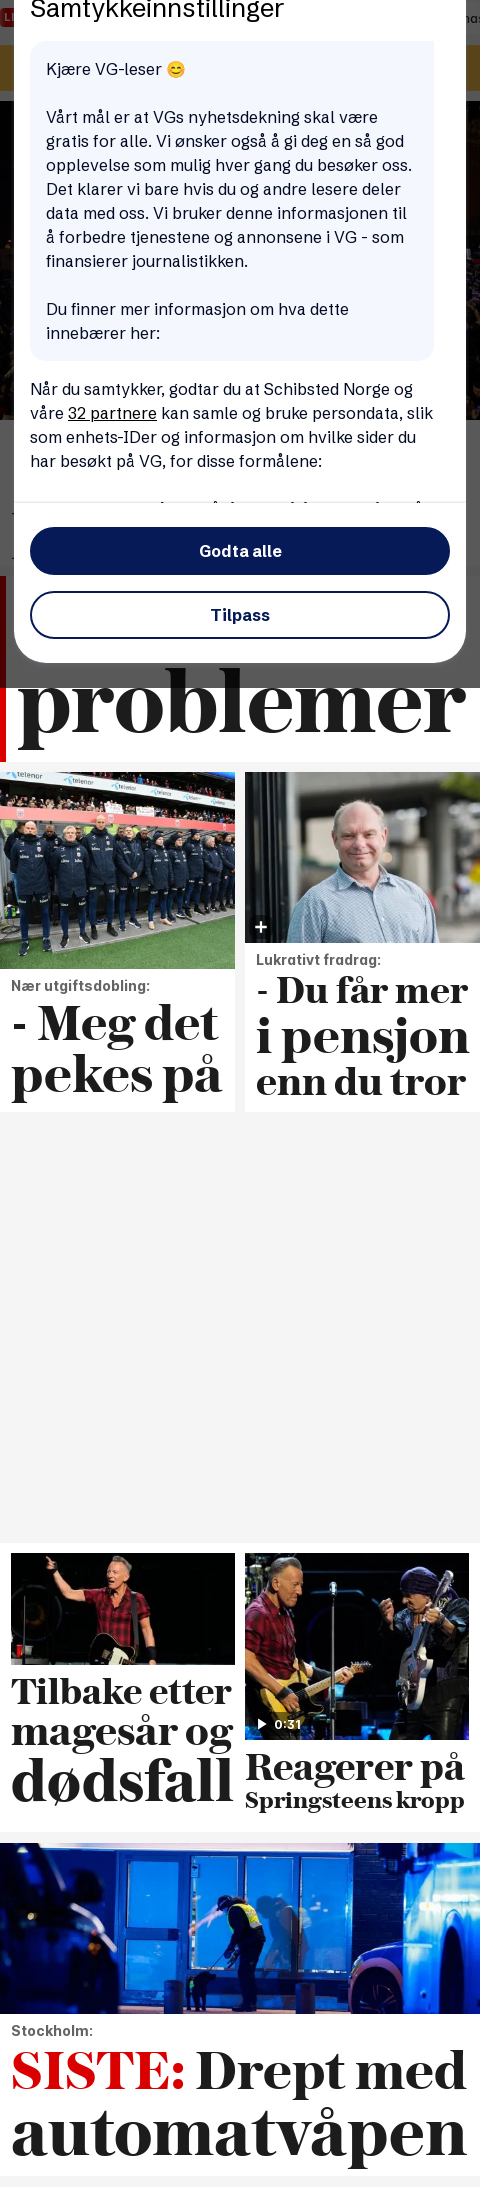 Samtykkeinnstillinger
Kjære VG-leser 😊
Vårt mål er at VGs nyhetsdekning skal være
gratis for alle. Vi ønsker også å gi deg en så god
opplevelse som mulig hver gang du besøker oss.
Det klarer vi bare hvis du og andre lesere deler
data med oss. Vi bruker denne informasjonen til
å forbedre tjenestene og annonsene i VG - som
finansierer journalistikken.
Du finner mer informasjon om hva dette
innebærer her:
Når du samtykker, godtar du at Schibsted Norge og
våre 32 partnere kan samle og bruke persondata, slik
som enhets-IDer og informasjon om hvilke sider du
har besøkt på VG, for disse formålene:
Godta alle
Tilpass
problemer
telenor
telenor
telenor
Nær utgiftsdobling:
- Meg det
pekes på
Lukrativt fradrag:
- Du får mer
i pensjon
enn du tror
Tilbake etter
magesår og
dødsfall
0:31
Reagerer på
Springsteens kropp
Stockholm:
SISTE: Drept med
automatvåpen